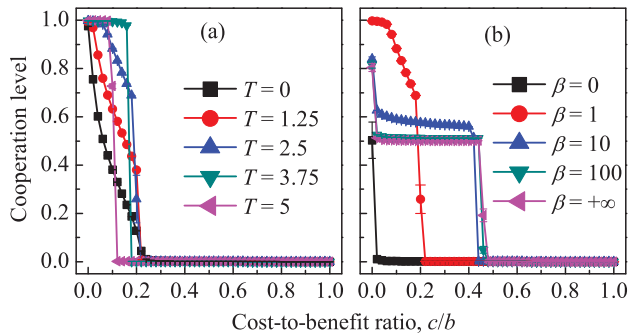 Cooperation level
1.0
0.8
0.6
0.4
0.2
0.0
(a)
T = 0
T = 1.25
T = 2.5
T = 3.75
T = 5
(b)
β = 0
β = 1
β = 10
β = 100
β = +∞
0.0 0.2 0.4 0.6 0.8 1.0
0.0 0.2 0.4 0.6 0.8 1.0
Cost-to-benefit ratio, c/b